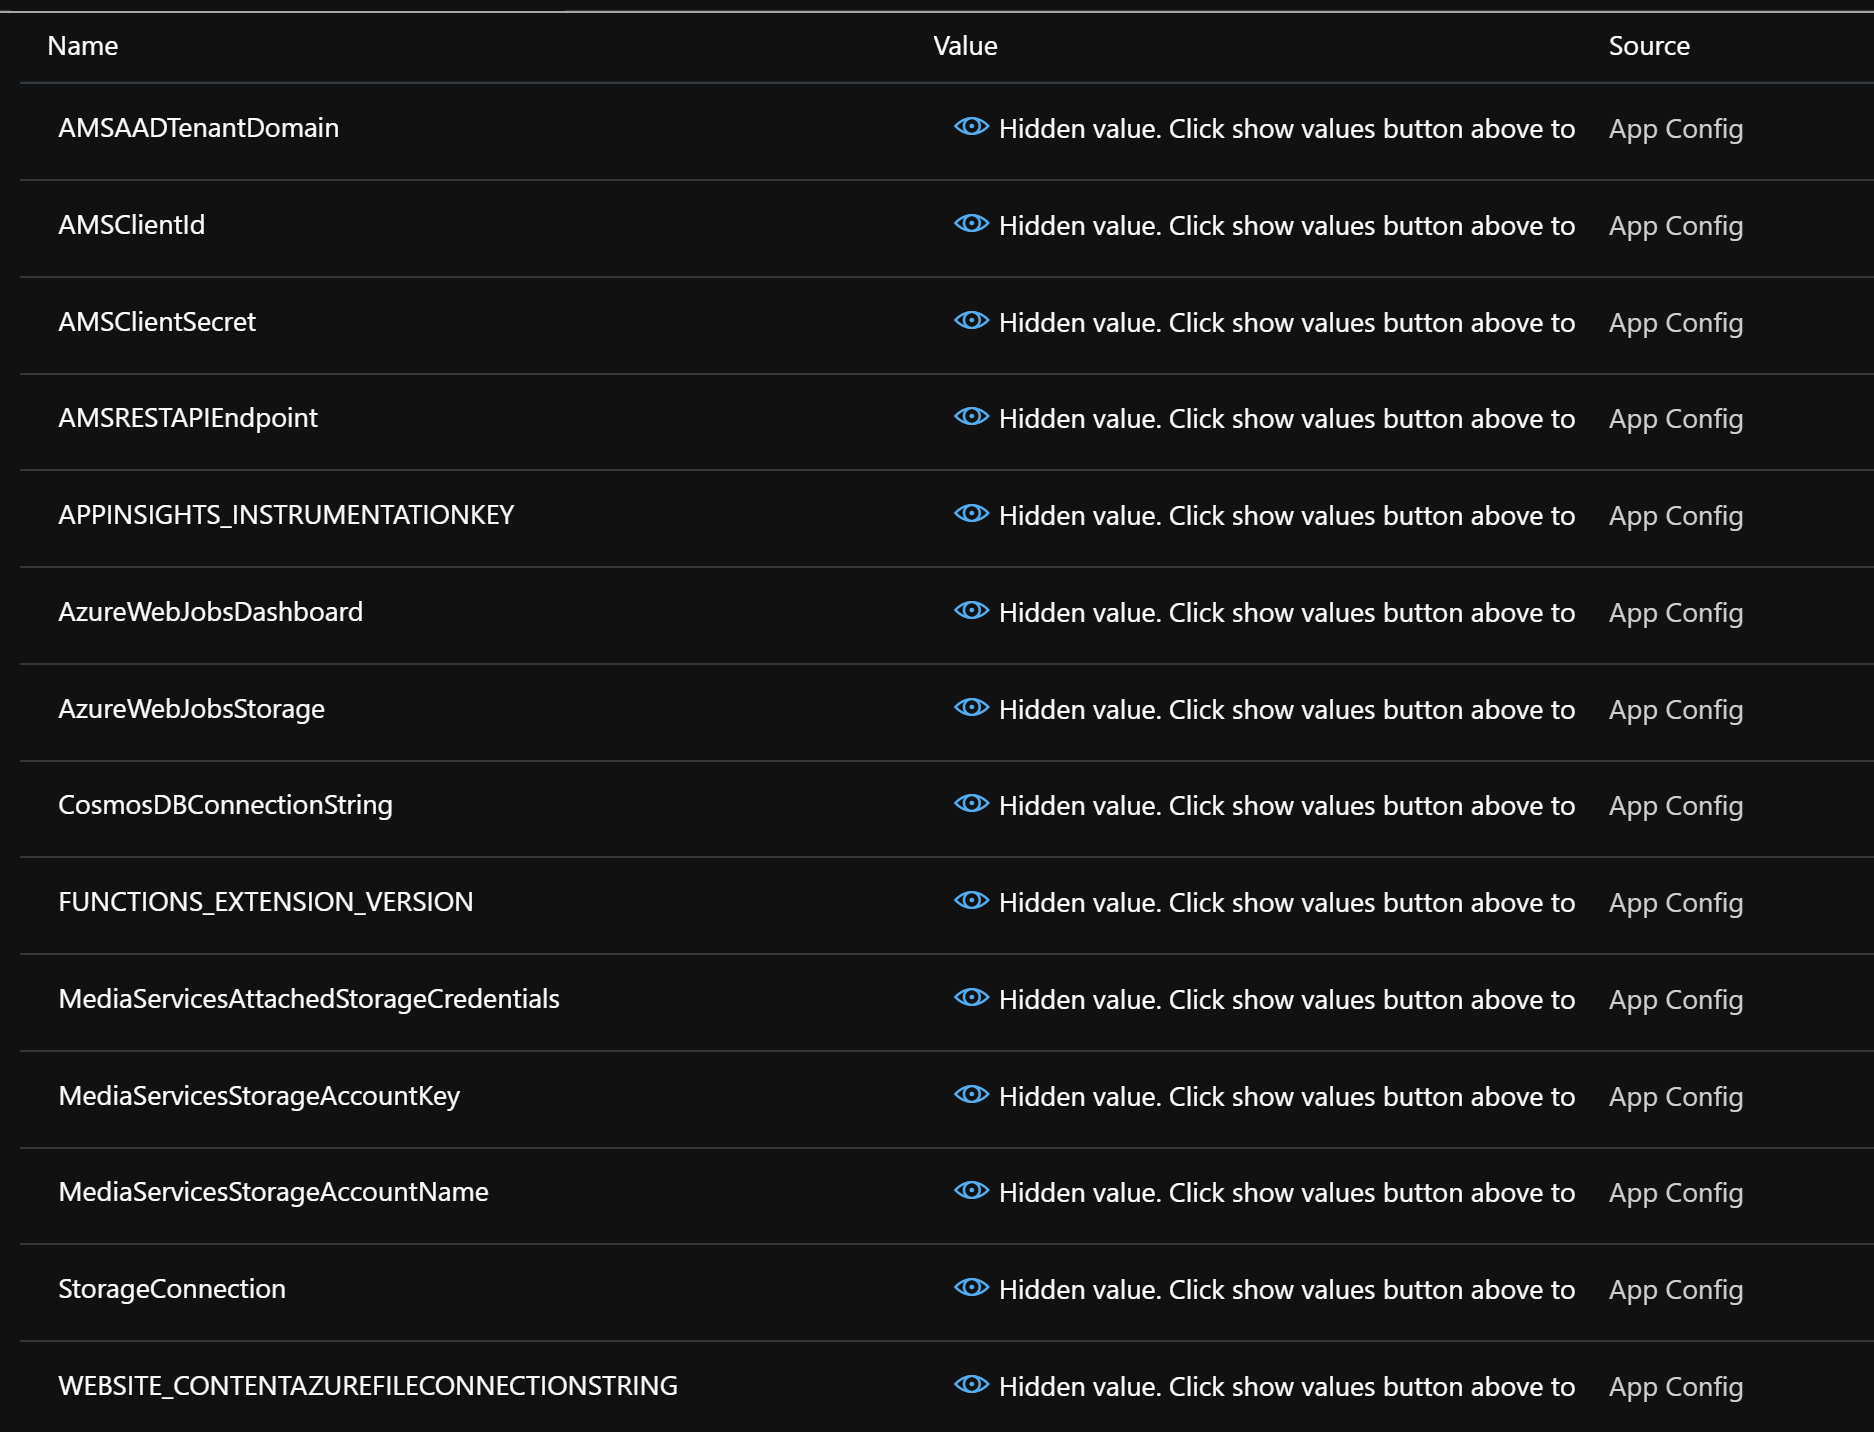 Name Value Source
AMSAADTenantDomain Hidden value. Click show values button above to App Config
AMSClientId Hidden value. Click show values button above to App Config
AMSClientSecret Hidden value. Click show values button above to App Config
AMSRESTAPIEndpoint Hidden value. Click show values button above to App Config
APPINSIGHTS_INSTRUMENTATIONKEY Hidden value. Click show values button above to App Config
AzureWebJobsDashboard Hidden value. Click show values button above to App Config
AzureWebJobsStorage Hidden value. Click show values button above to App Config
CosmosDBConnectionString Hidden value. Click show values button above to App Config
FUNCTIONS_EXTENSION_VERSION Hidden value. Click show values button above to App Config
MediaServicesAttachedStorageCredentials Hidden value. Click show values button above to App Config
MediaServicesStorageAccountKey Hidden value. Click show values button above to App Config
MediaServicesStorageAccountName Hidden value. Click show values button above to App Config
StorageConnection Hidden value. Click show values button above to App Config
WEBSITE_CONTENTAZUREFILECONNECTIONSTRING Hidden value. Click show values button above to App Config